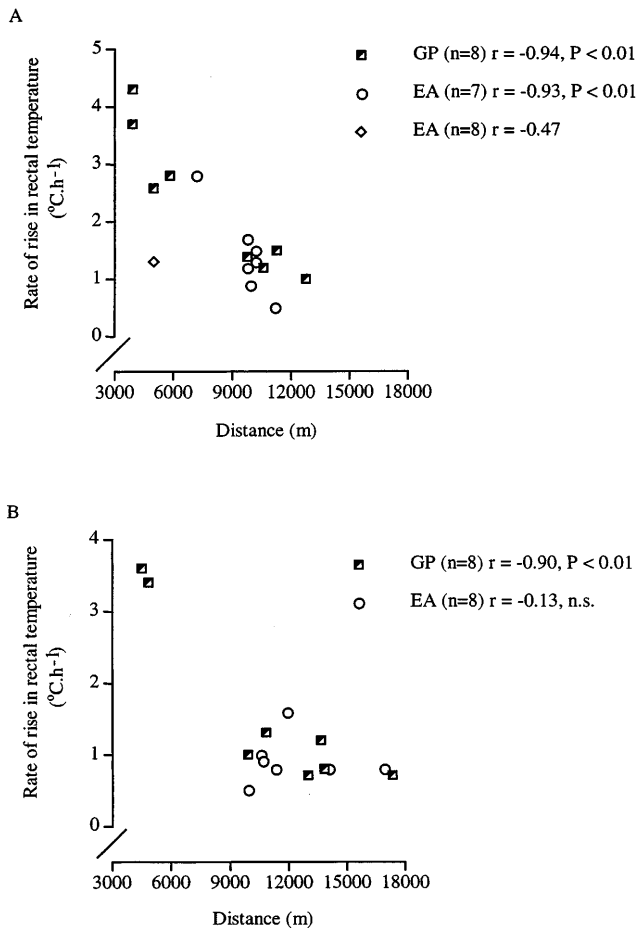 A
GP (n=8) r = -0.94, P < 0.01
EA (n=7) r = -0.93, P < 0.01
EA (n=8) r = -0.47
Rate of rise in rectal temperature
(°C.h-1)
5
4
3
2
1
0
3000 6000 9000 12000 15000 18000
Distance (m)
B
GP (n=8) r = -0.90, P < 0.01
EA (n=8) r = -0.13, n.s.
Rate of rise in rectal temperature
(°C.h-1)
4
3
2
1
0
3000 6000 9000 12000 15000 18000
Distance (m)